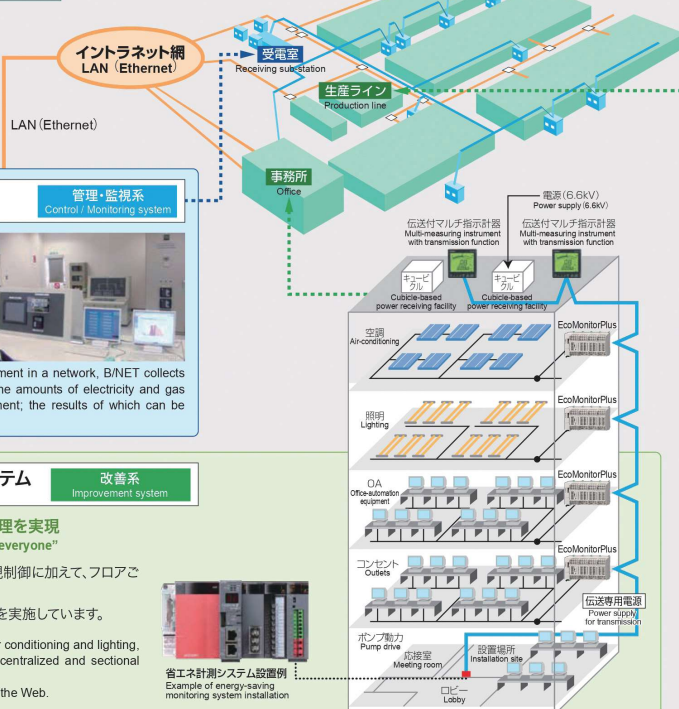 イントラネット網
LAN（Ethernet）
受電室
Receiving sub-station
生産ライン
Production line
LAN（Ethernet）
事務所
Office
管理・監視系
Control / Monitoring system
電源（6.6kV）
Power supply (6.6kV)
伝送付マルチ指示計器
Multi-measuring instrument
with transmission function
伝送付マルチ指示計器
Multi-measuring instrument
with transmission function
キュービ
クル
Cubicle-based
power receiving facility
キュービ
クル
Cubicle-based
power receiving facility
空調
Air-conditioning
EcoMonitorPlus
ment in a network, B/NET collects
he amounts of electricity and gas
ment; the results of which can be
照明
Lighting
EcoMonitorPlus
テム
改善系
Improvement system
OA
Office-automation
equipment
EcoMonitorPlus
理を実現
everyone"
視制御に加えて、フロアご
を実施しています。
r conditioning and lighting,
centralized and sectional
the Web.
コンセント
Outlets
EcoMonitorPlus
伝送専用電源
Power supply
for transmission
ポンプ動力
Pump drive
応接室
Meeting room
設置場所
Installation site
ロビー
Lobby
省エネ計測システム設置例
Example of energy-saving
monitoring system installation